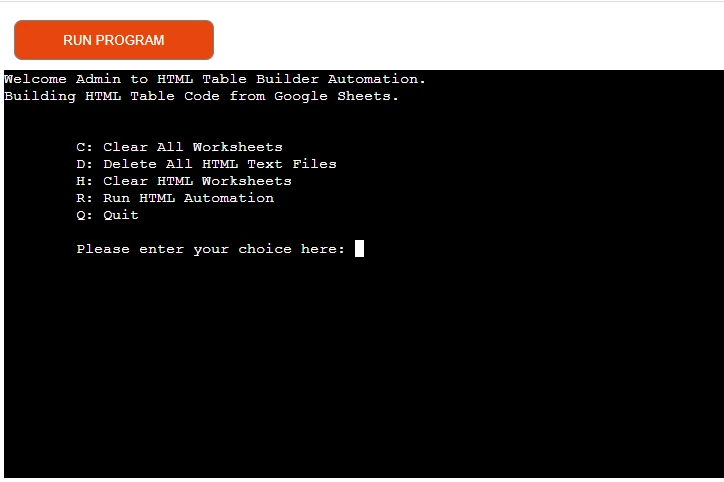 RUN PROGRAM
Welcome Admin to HTML Table Builder Automation.
Building HTML Table Code from Google Sheets.
C: Clear All Worksheets
D: Delete All HTML Text Files
H: Clear HTML Worksheets
R: Run HTML Automation
Q: Quit
Please enter your choice here: